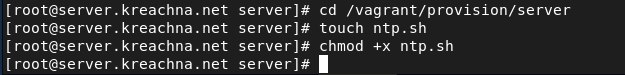 [root@server.kreachna.net server]# cd /vagrant/provision/server
[root@server.kreachna.net server]# touch ntp.sh
[root@server.kreachna.net server]# chmod +x ntp.sh
[root@server.kreachna.net server]#